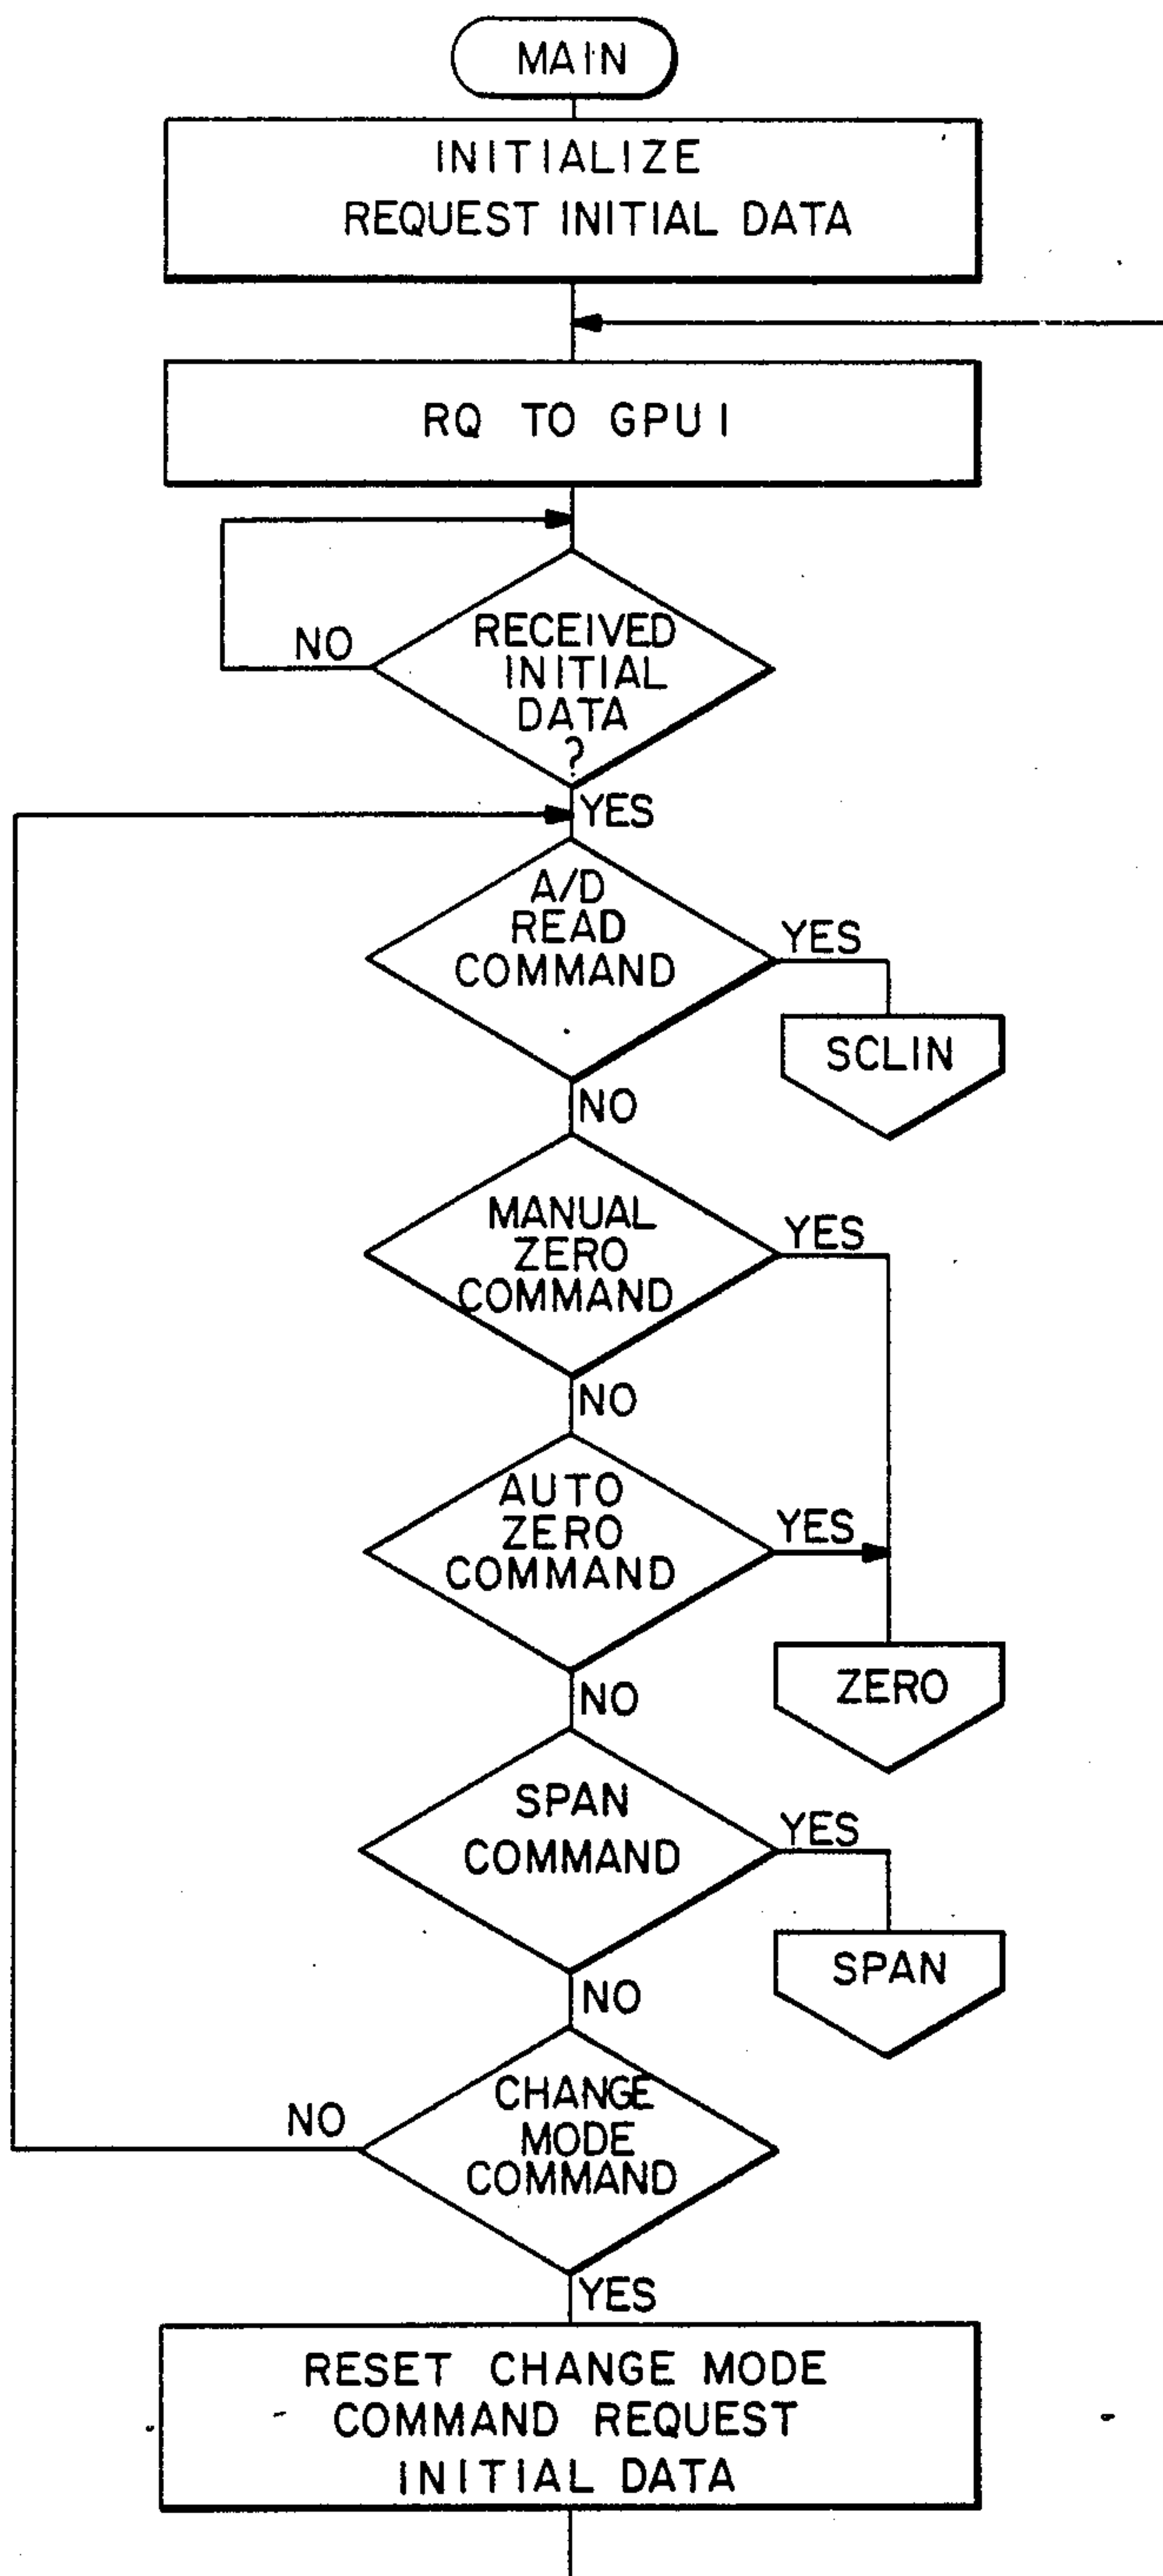 MAIN
INITIALIZE
REQUEST INITIAL DATA
RQ TO GPU I
RECEIVED
INITIAL
DATA
?
NO
YES
A/D
READ
COMMAND
YES
SCLIN
NO
MANUAL
ZERO
COMMAND
YES
NO
AUTO
ZERO
COMMAND
YES
ZERO
NO
SPAN
COMMAND
YES
SPAN
NO
CHANGE
MODE
COMMAND
NO
YES
RESET CHANGE MODE
COMMAND REQUEST
INITIAL DATA